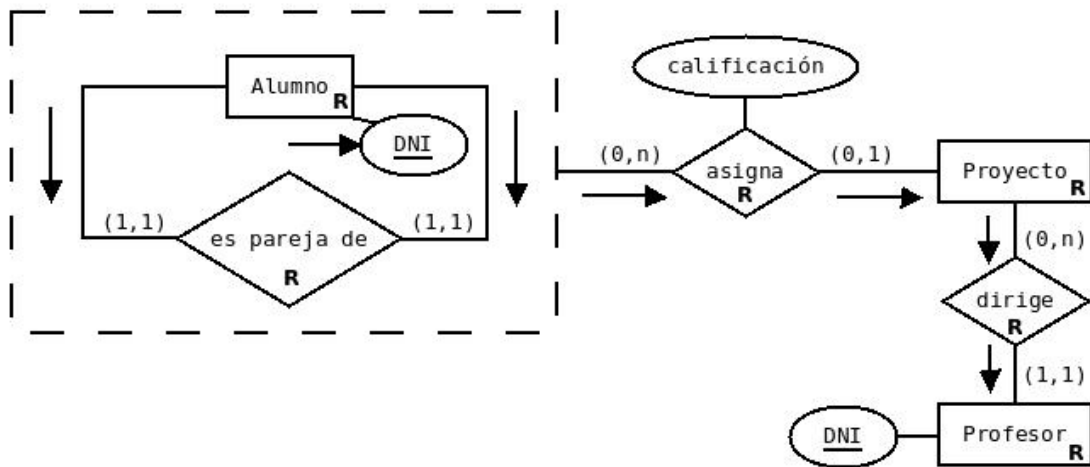 calificación
Alumno
R
DNI
(0,n)
asigna
R
(0,1)
Proyecto
R
(1,1)
es pareja de
R
(1,1)
(0,n)
dirige
R
(1,1)
DNI
Profesor
R